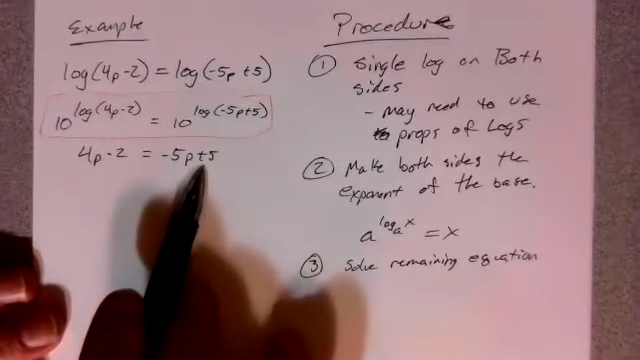 Example
log(4p-2) = log(-5p+5)
10^log(4p-2) = 10^log(-5p+5)
4p-2 = -5p+5
Procedure
① Single log on Both
sides
- may need to use
props of Logs
② Make both sides the
exponent of the base.
a^log_a x = x
③ Solve remaining equation